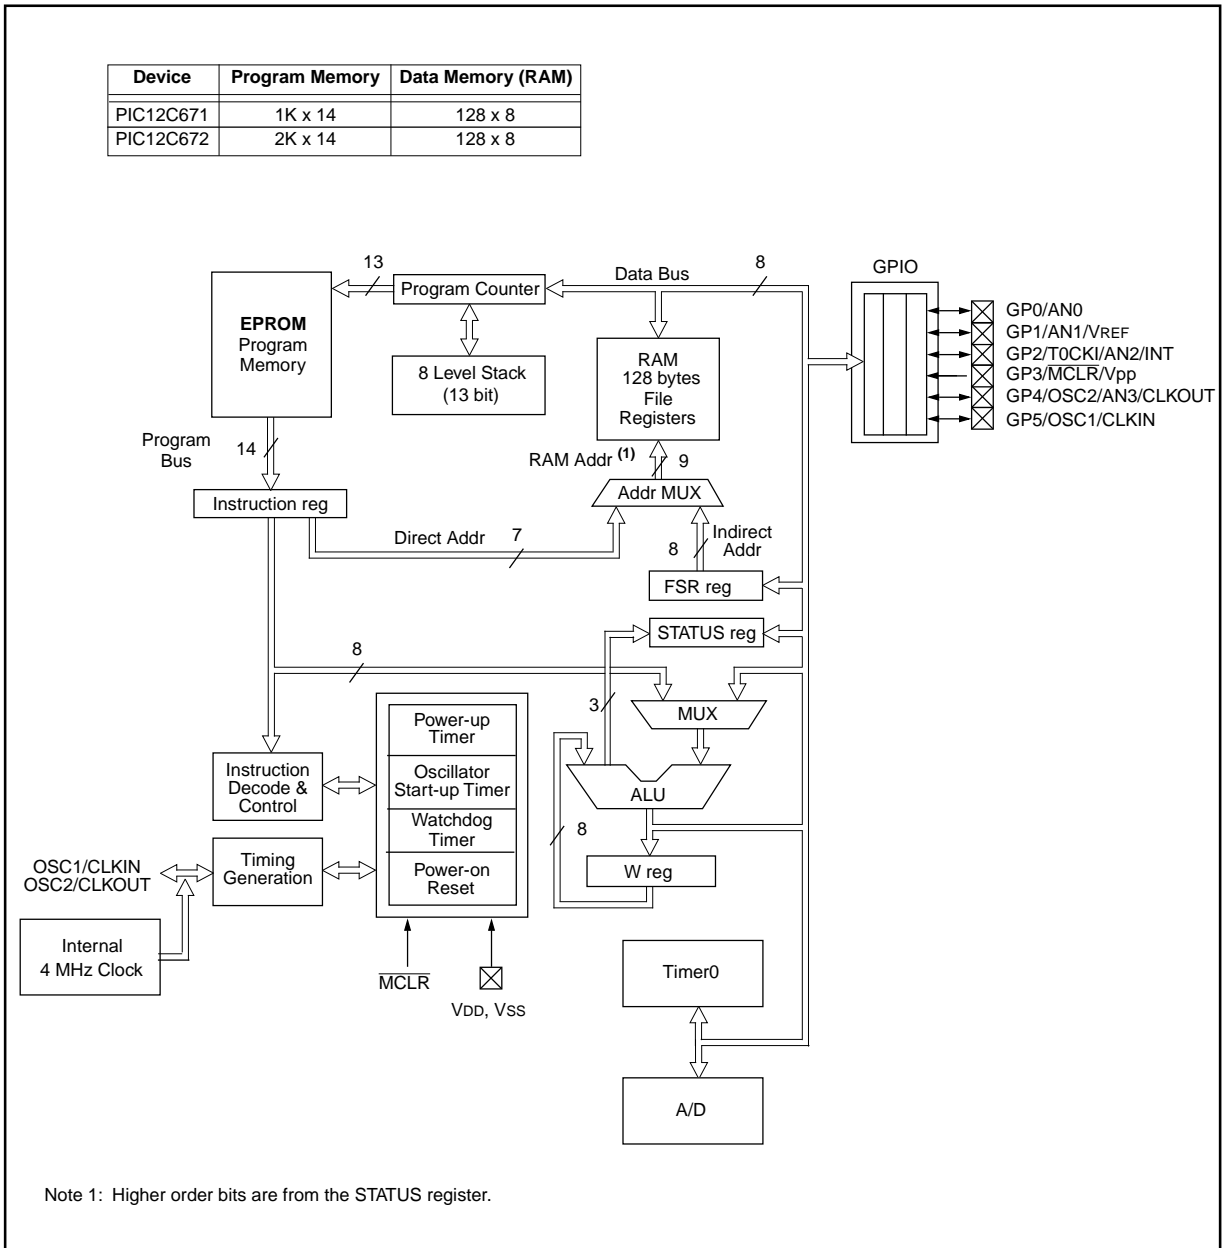 Device Program Memory Data Memory (RAM)
PIC12C671 1K x 14 128 x 8
PIC12C672 2K x 14 128 x 8
13
Data Bus
8
GPIO
Program Counter
EPROM
Program
Memory
8 Level Stack
(13 bit)
RAM
128 bytes
File
Registers
GP0/AN0
GP1/AN1/VREF
GP2/T0CKI/AN2/INT
GP3/MCLR/Vpp
GP4/OSC2/AN3/CLKOUT
GP5/OSC1/CLKIN
Program
Bus
14
RAM Addr (1)
9
Instruction reg
Addr MUX
Direct Addr
7
8
Indirect
Addr
FSR reg
STATUS reg
8
3
MUX
Power-up
Timer
Oscillator
Start-up Timer
Watchdog
Timer
Power-on
Reset
Instruction
Decode &
Control
ALU
8
W reg
OSC1/CLKIN
OSC2/CLKOUT
Timing
Generation
Internal
4 MHz Clock
MCLR
VDD, VSS
Timer0
A/D
Note 1: Higher order bits are from the STATUS register.